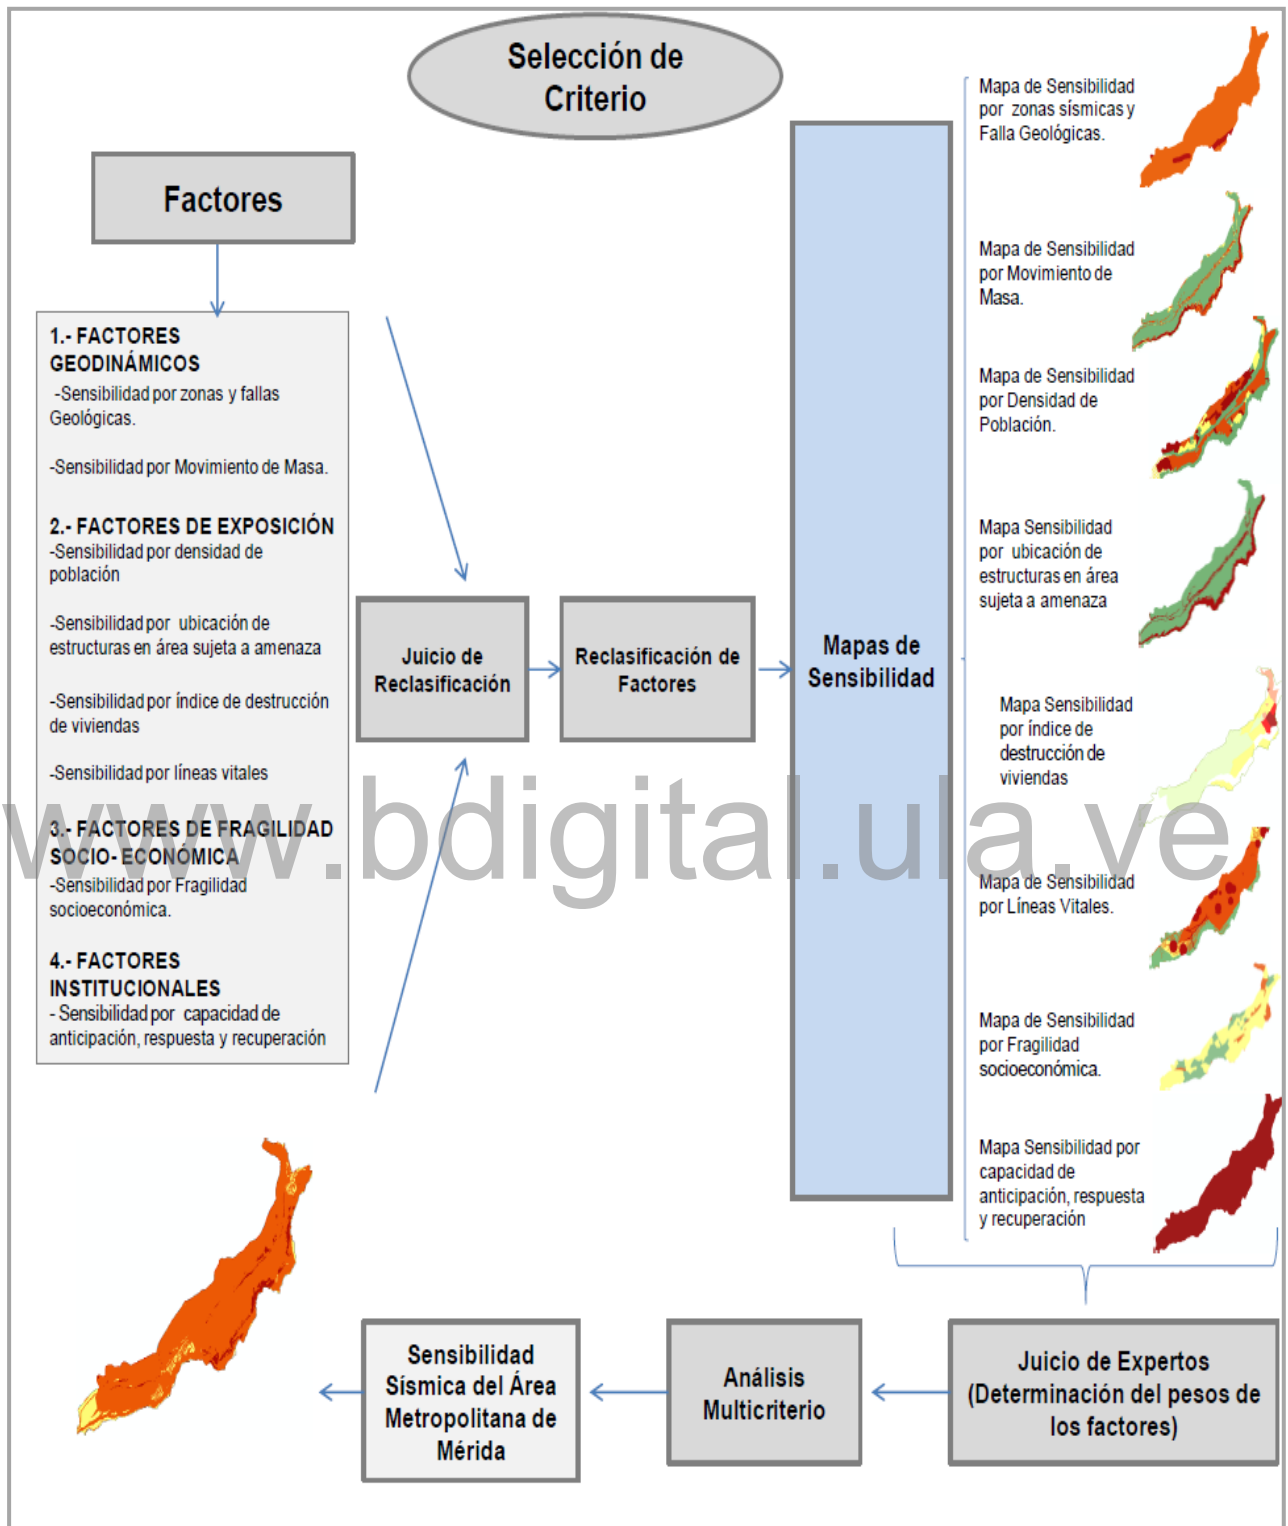 Selección de
Criterio
Factores
1.- FACTORES
GEODINÁMICOS
-Sensibilidad por zonas y fallas
Geológicas.
-Sensibilidad por Movimiento de Masa.
2.- FACTORES DE EXPOSICIÓN
-Sensibilidad por densidad de
población
-Sensibilidad por ubicación de
estructuras en área sujeta a amenaza
-Sensibilidad por índice de destrucción
de viviendas
-Sensibilidad por líneas vitales
3.- FACTORES DE FRAGILIDAD
SOCIO- ECONÓMICA
-Sensibilidad por Fragilidad
socioeconómica.
4.- FACTORES
INSTITUCIONALES
- Sensibilidad por capacidad de
anticipación, respuesta y recuperación
Juicio de
Reclasificación
Reclasificación de
Factores
Mapas de
Sensibilidad
Mapa de Sensibilidad
por zonas sísmicas y
Falla Geológicas.
Mapa de Sensibilidad
por Movimiento de
Masa.
Mapa de Sensibilidad
por Densidad de
Población.
Mapa Sensibilidad
por ubicación de
estructuras en área
sujeta a amenaza
Mapa Sensibilidad
por índice de
destrucción de
viviendas
Mapa de Sensibilidad
por Líneas Vitales.
Mapa de Sensibilidad
por Fragilidad
socioeconómica.
Mapa Sensibilidad por
capacidad de
anticipación, respuesta
y recuperación
Juicio de Expertos
(Determinación del pesos de
los factores)
Análisis
Multicriterio
Sensibilidad
Sísmica del Área
Metropolitana de
Mérida
www.bdigital.ula.ve